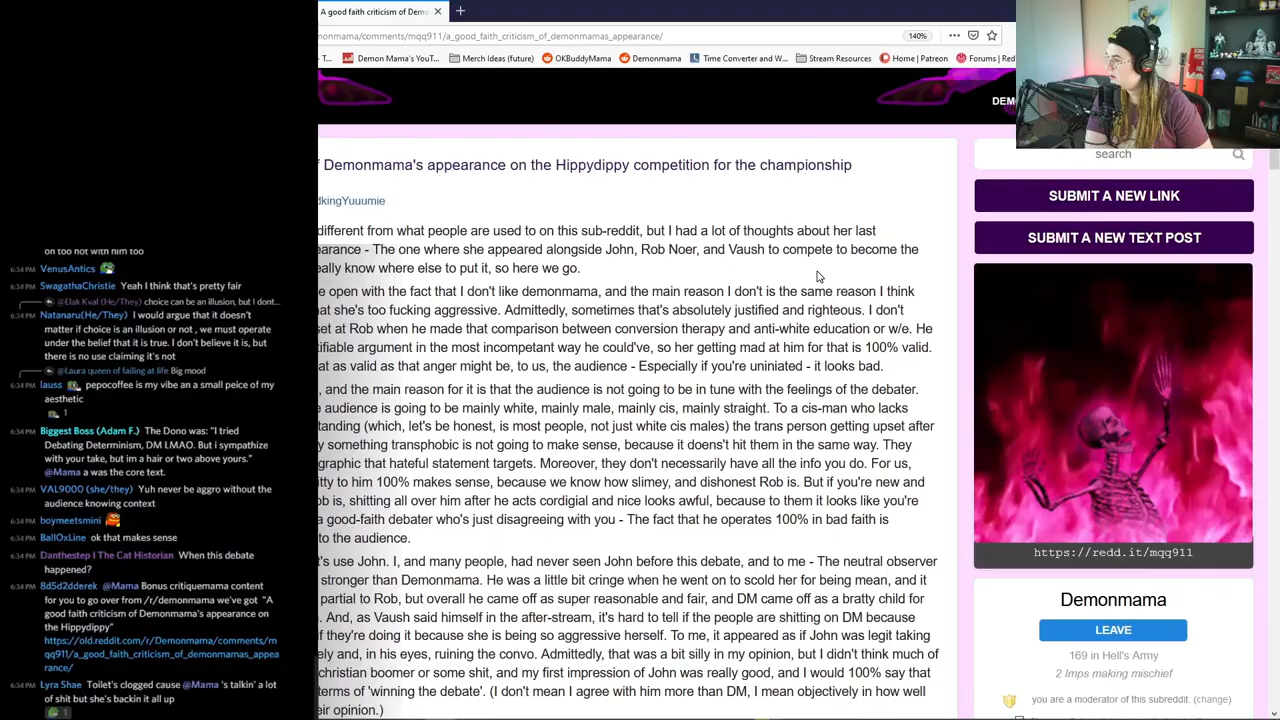 A good faith criticism of Demo
onmama/comments/mqq911/a_good_faith_criticism_of_demonmamas_appearance/
140%
T...
Demon Mama's YouT...
Merch Ideas (future)
OKBuddyMama
Demonmama
Time Converter and W...
Stream Resources
Home | Patreon
Forums | Red
DEM
f Demonmama's appearance on the Hippydippy competition for the championship
dkingYuuumie
different from what people are used to on this sub-reddit, but I had a lot of thoughts about her last
earance - The one where she appeared alongside John, Rob Noer, and Vaush to compete to become the
eally know where else to put it, so here we go.
e open with the fact that I don't like demonmama, and the main reason I don't is the same reason I think
at she's too fucking aggressive. Admittedly, sometimes that's absolutely justified and righteous. I don't
set at Rob when he made that comparison between conversion therapy and anti-white education or w/e. He
tifiable argument in the most incompetant way he could've, so her getting mad at him for that is 100% valid.
at as valid as that anger might be, to us, the audience - Especially if you're uniniated - it looks bad.
, and the main reason for it is that the audience is not going to be in tune with the feelings of the debater.
e audience is going to be mainly white, mainly male, mainly cis, mainly straight. To a cis-man who lacks
standing (which, let's be honest, is most people, not just white cis males) the trans person getting upset after
y something transphobic is not going to make sense, because it doens't hit them in the same way. They
ographic that hateful statement targets. Moreover, they don't necessarily have all the info you do. For us,
itty to him 100% makes sense, because we know how slimey, and dishonest Rob is. But if you're new and
ob is, shitting all over him after he acts cordigial and nice looks awful, because to us it looks like you're
a good-faith debater who's just disagreeing with you - The fact that he operates 100% in bad faith is
to the audience.
t's use John. I, and many people, had never seen John before this debate, and to me - The neutral observer
stronger than Demonmama. He was a little bit cringe when he went on to scold her for being mean, and it
partial to Rob, but overall he came off as super reasonable and fair, and DM came off as a bratty child for
. And, as Vaush said himself in the after-stream, it's hard to tell if the people are shitting on DM because
if they're doing it because she is being so aggressive herself. To me, it appeared as if John was legit taking
ely and, in his eyes, ruining the convo. Admittedly, that was a bit silly in my opinion, but I didn't think much of
christian boomer or some shit, and my first impression of John was really good, and I would 100% say that
terms of 'winning the debate'. (I don't mean I agree with him more than DM, I mean objectively in how well
eir opinion.)
search
SUBMIT A NEW LINK
SUBMIT A NEW TEXT POST
https://redd.it/mqq911
Demonmama
LEAVE
169 in Hell's Army
2 Imps making mischief
you are a moderator of this subreddit. (change)
on too not with him too
6:34 PM VenusAntics
6:34 PM SwagathaChristie Yeah I think that's pretty fair
@Elak Kval (He/They) choice can be an illusion, but I dont...
6:34 PM Natanaru(He/They) I would argue that it doesn't
matter if choice is an illusion or not , we must operate
under the belief that it is true. I don't believe it is, but
there is no use claiming it's not
@Laura queen of failing at life Big mood
6:34 PM lauss pepocoffee is my vibe an a small peice of my
aesthetic
1
6:34 PM Biggest Boss (Adam F.) The Dono was: "I tried
Debating Determinism, DM LMAO. But i sympathize
with your take, but im a hair or two above yours."
@Mama a was the core text.
6:34 PM VAL9000 (she/they) Yuh never be aggro without the
audience knowing context
6:34 PM boymeetsmini
6:34 PM BallOxLine ok that makes sense
6:34 PM Danthestep I The Cat Historian When this debate
happened?
6:34 PM 8d5d2dderek @Mama Bonus critiquemama content
for you to go over from /r/demonmama we've got "A
good faith criticism of Demonmama's appearance on
the Hippydippy"
https://old.reddit.com/r/Demonmama/comments/m
qq911/a_good_faith_criticism_of_demonmamas_appea
rance/
6:34 PM Lyra Shae Toilet's clogged cause @Mama 's talkin' a lot
of shit but she's backin it all up
1